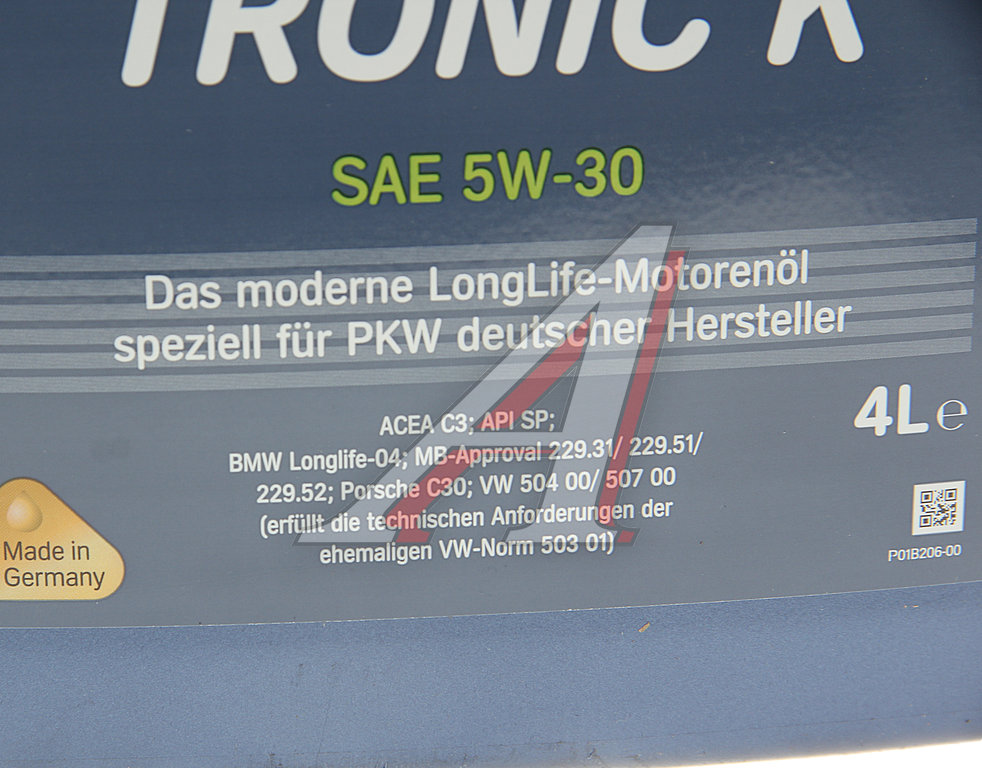 TRONIC K
SAE 5W-30
Das moderne LongLife-Motorenöl
speziell für PKW deutscher Hersteller
4L e
ACEA C3; API SP;
BMW Longlife-04; MB-Approval 229.31/ 229.51/
229.52; Porsche C30; VW 504 00/ 507 00
(erfüllt die technischen Anforderungen der
ehemaligen VW-Norm 503 01)
Made in
Germany
P01B206-00